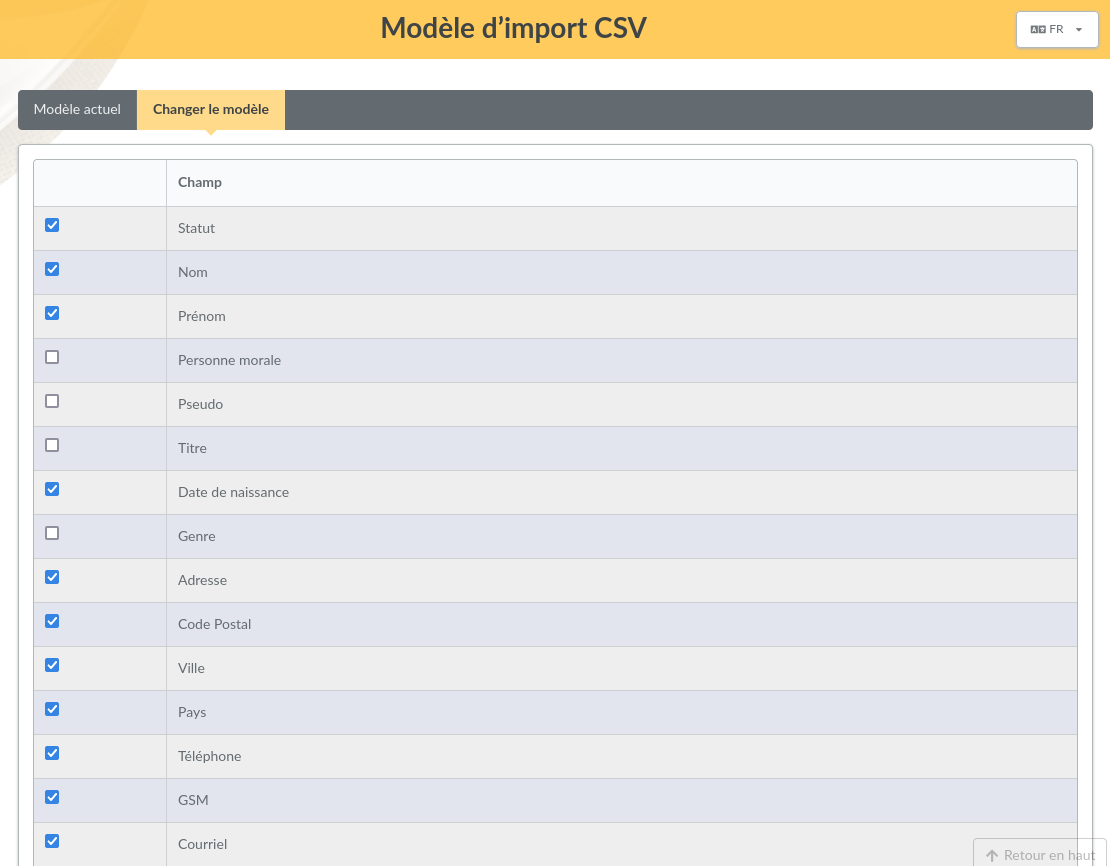 Modèle d’import CSV
FR
Modèle actuel
Changer le modèle
Champ
Statut
Nom
Prénom
Personne morale
Pseudo
Titre
Date de naissance
Genre
Adresse
Code Postal
Ville
Pays
Téléphone
GSM
Courriel
Retour en haut